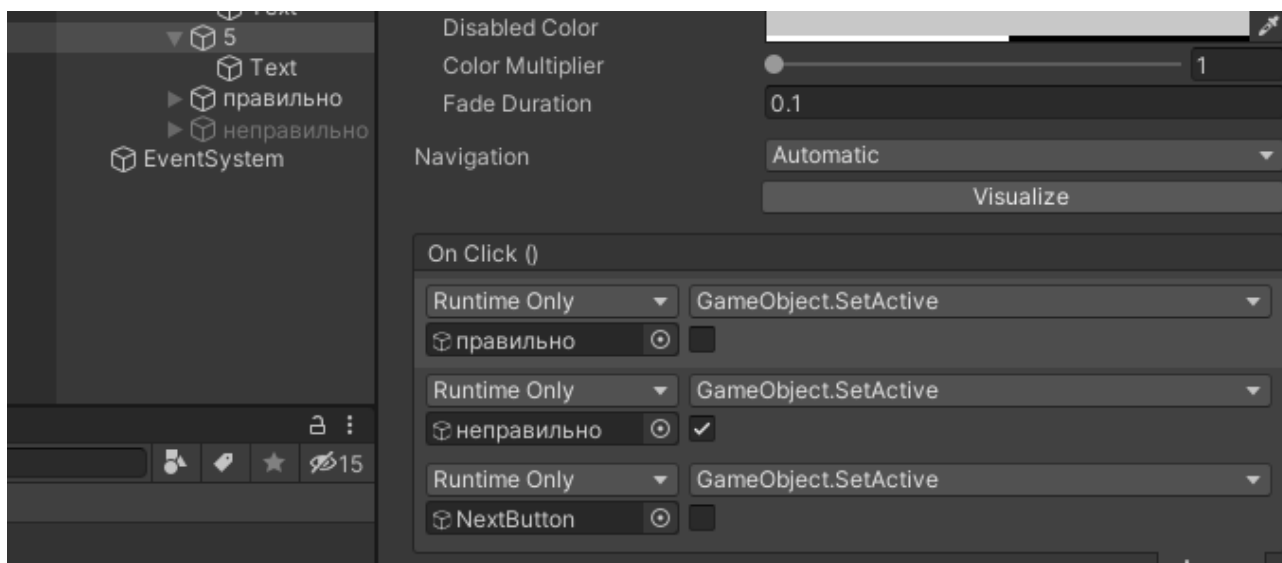 Text
5
Text
правильно
неправильно
EventSystem
15
Disabled Color
Color Multiplier
1
Fade Duration
0.1
Navigation
Automatic
Visualize
On Click ()
Runtime Only
GameObject.SetActive
правильно
Runtime Only
GameObject.SetActive
неправильно
Runtime Only
GameObject.SetActive
NextButton